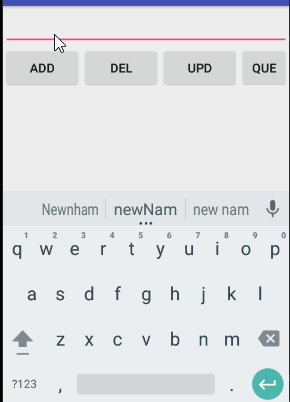 ADD DEL UPD QUE
Newnham newNam new nam
1 2 3 4 5 6 7 8 9 0
q w e r t y u i o p
a s d f g h j k l
z x c v b n m
?123 , .